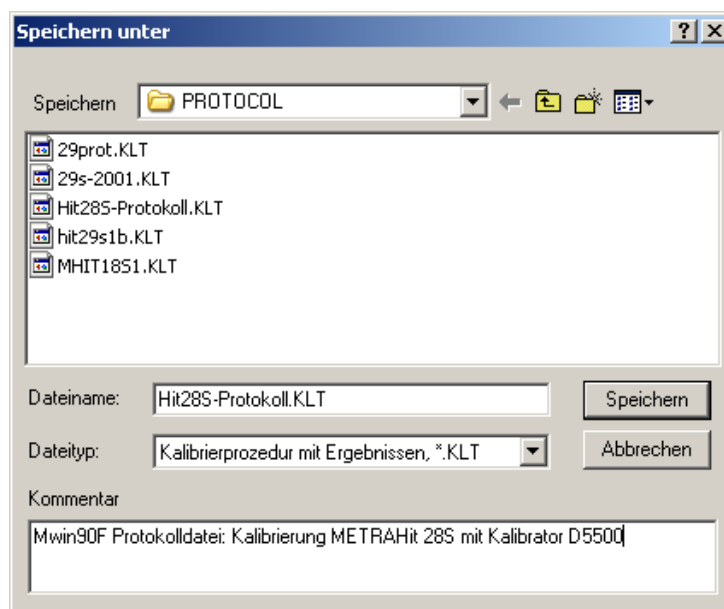 Speichern unter
Speichern PROTOCOL
29prot.KLT
29s-2001.KLT
Hit28S-Protokoll.KLT
hit29s1b.KLT
MHIT18S1.KLT
Dateiname: Hit28S-Protokoll.KLT Speichern
Dateityp: Kalibrierprozedur mit Ergebnissen, *.KLT Abbrechen
Kommentar
Mwin90F Protokolldatei: Kalibrierung METRAHit 28S mit Kalibrator D5500